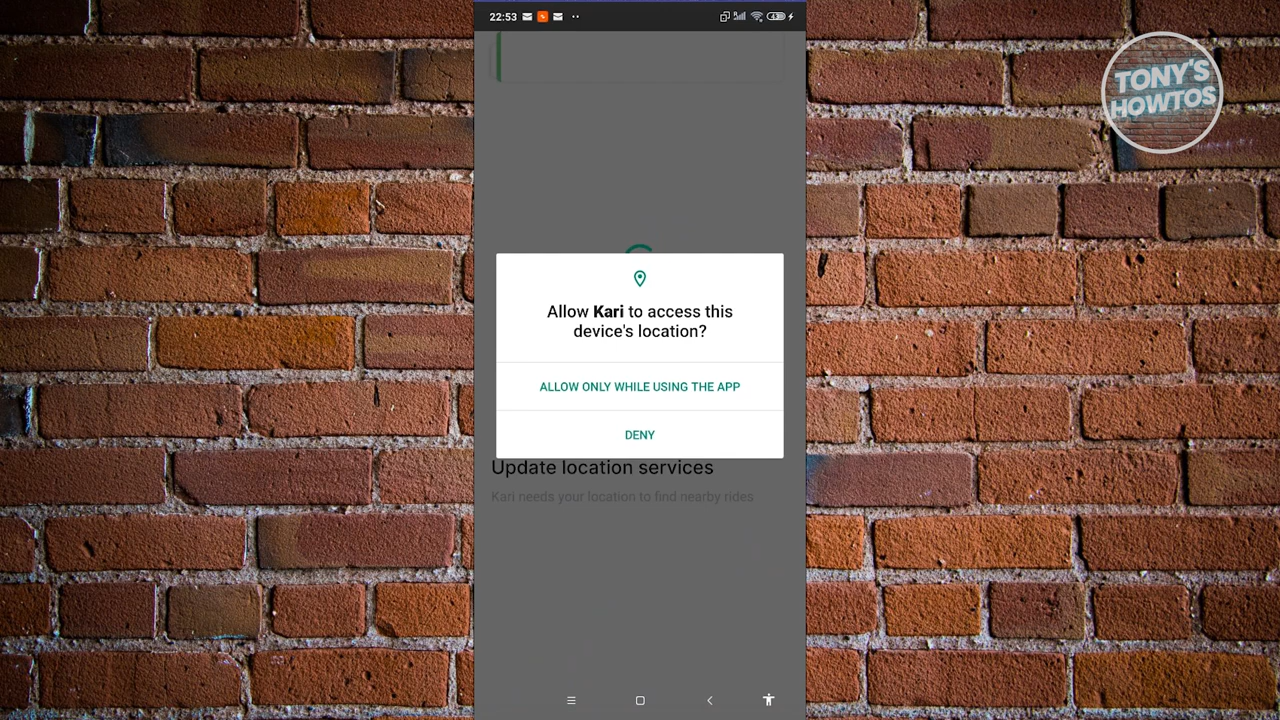 22:53
TONY'S
HOWTOS
Allow Kari to access this
device's location?
ALLOW ONLY WHILE USING THE APP
DENY
Update location services
Kari needs your location to find nearby rides